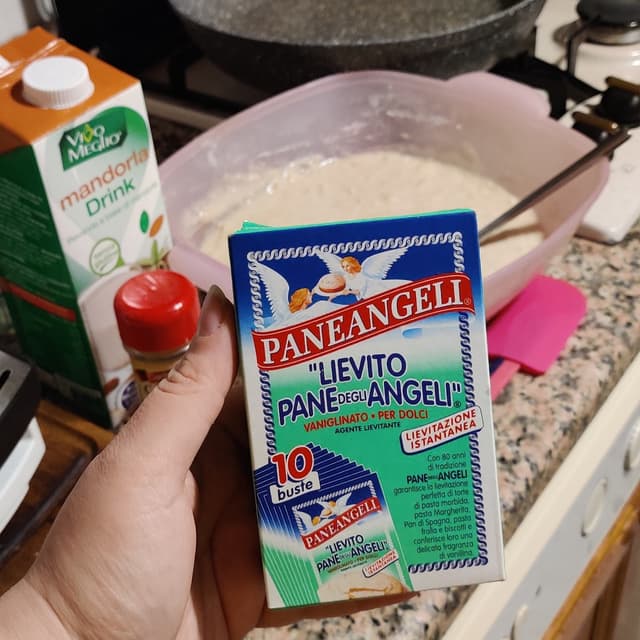 VIVO
MEGLIO
mandorla
Drink
PANEANGELI
"LIEVITO
PANE DEGLI ANGELI"
VANIGLINATO • PER DOLCI
AGENTE LIEVITANTE
LIEVITAZIONE
ISTANTANEA
10
buste
Con 80 anni
di tradizione
PANE DEGLI ANGELI
garantisce la lievitazione
perfetta di torte
di pasta morbida,
pasta Margherita,
Pan di Spagna, pasta
frolla e biscotti e
conferisce loro una
delicata fragranza
di vaniglia.
PANEANGELI
"LIEVITO
PANE DEGLI ANGELI"